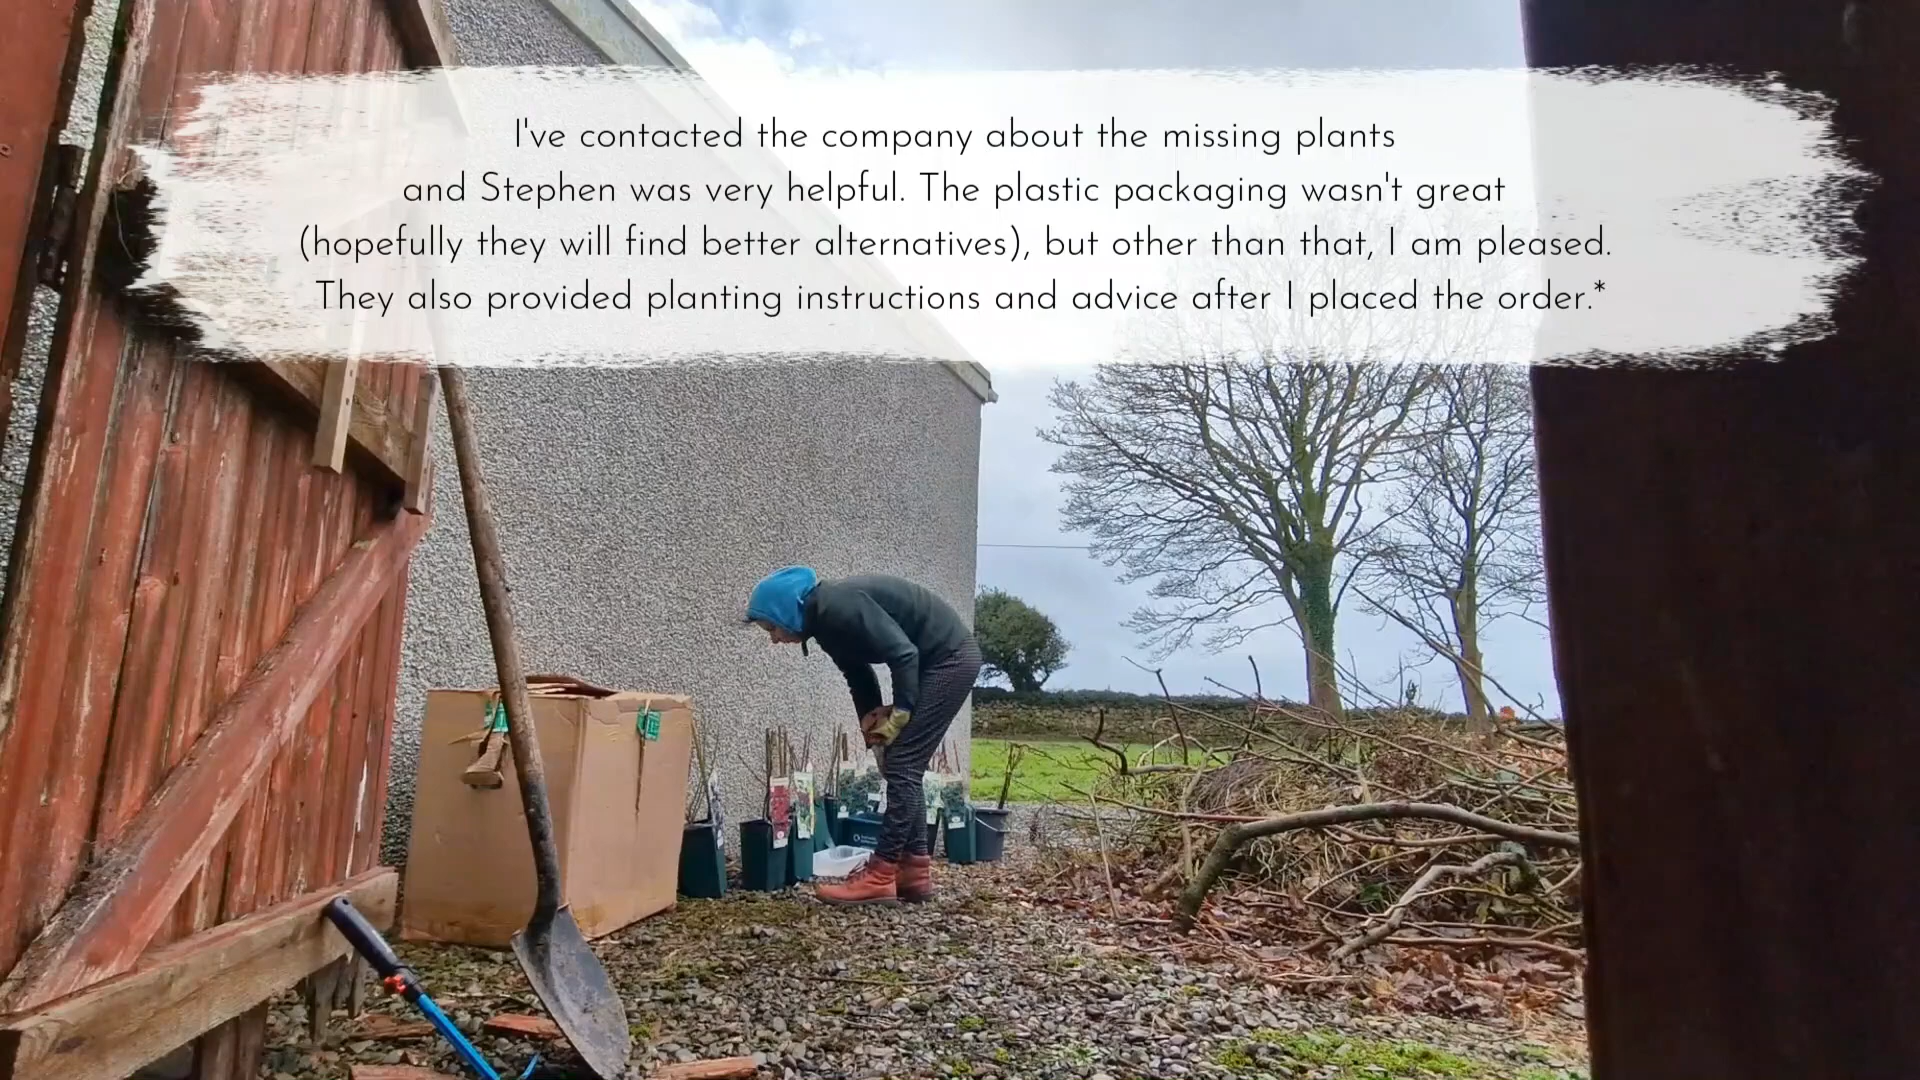 I've contacted the company about the missing plants
and Stephen was very helpful. The plastic packaging wasn't great
(hopefully they will find better alternatives), but other than that, I am pleased.
They also provided planting instructions and advice after I placed the order.*